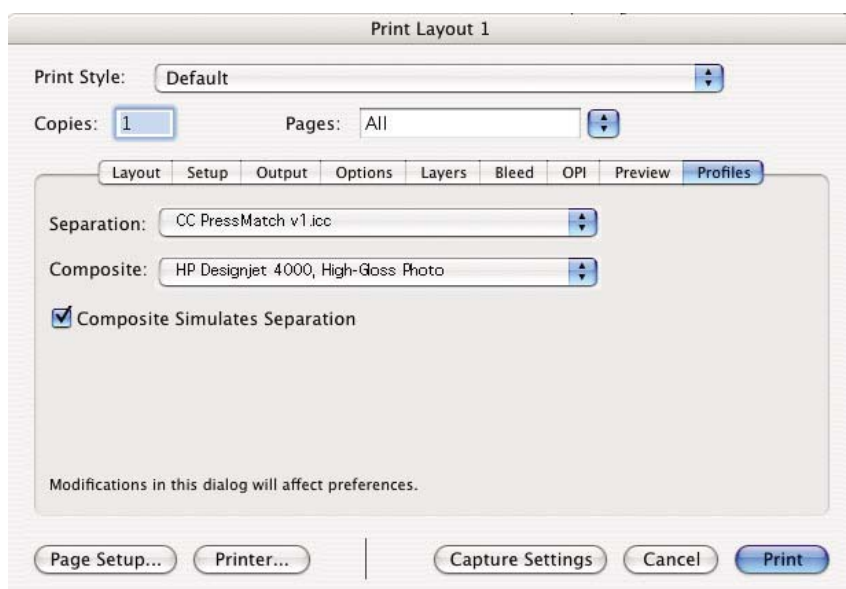 Print Layout 1
Print Style: Default
Copies: 1 Pages: All
Layout Setup Output Options Layers Bleed OPI Preview Profiles
Separation: CC PressMatch v1.icc
Composite: HP Designjet 4000, High-Gloss Photo
Composite Simulates Separation
Modifications in this dialog will affect preferences.
Page Setup... Printer... Capture Settings Cancel Print